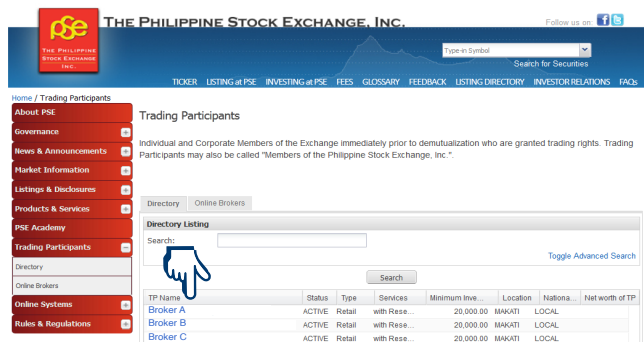 THE PHILIPPINE STOCK EXCHANGE, INC.
Follow us on:
pse
THE PHILIPPINE
STOCK EXCHANGE
INC.
Type-in Symbol
Search for Securities
TICKER LISTING at PSE INVESTING at PSE FEES GLOSSARY FEEDBACK LISTING DIRECTORY INVESTOR RELATIONS FAQs
Home / Trading Participants
About PSE
Governance
News & Announcements
Market Information
Listings & Disclosures
Products & Services
PSE Academy
Trading Participants
Directory
Online Brokers
Online Systems
Rules & Regulations
Trading Participants
Individual and Corporate Members of the Exchange immediately prior to demutualization who are granted trading rights. Trading
Participants may also be called "Members of the Philippine Stock Exchange, Inc.".
Directory Online Brokers
Directory Listing
Search:
Toggle Advanced Search
Search
TP Name Status Type Services Minimum Inve... Location Nationa... Net worth of TP
Broker A ACTIVE Retail with Rese... 20,000.00 MAKATI LOCAL
Broker B ACTIVE Retail with Rese... 20,000.00 MAKATI LOCAL
Broker C ACTIVE Retail with Rese... 20,000.00 MAKATI LOCAL